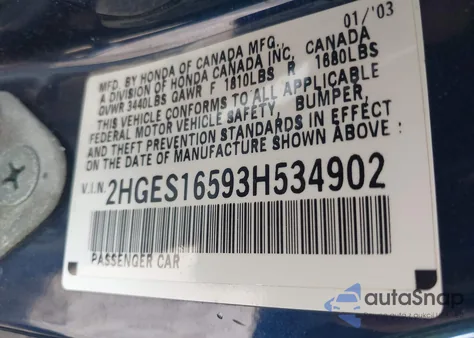 MFD. BY HONDA OF CANADA MFG. 01/'03
A DIVISION OF HONDA CANADA INC, CANADA
GVWR 3440LBS GAWR F 1810LBS R 1680LBS
THIS VEHICLE CONFORMS TO ALL APPLICABLE
FEDERAL MOTOR VEHICLE SAFETY, BUMPER,
AND THEFT PREVENTION STANDARDS IN EFFECT
ON THE DATE OF MANUFACTURE SHOWN ABOVE.
V.I.N. 2HGES16593H534902
PASSENGER CAR
autoSnap